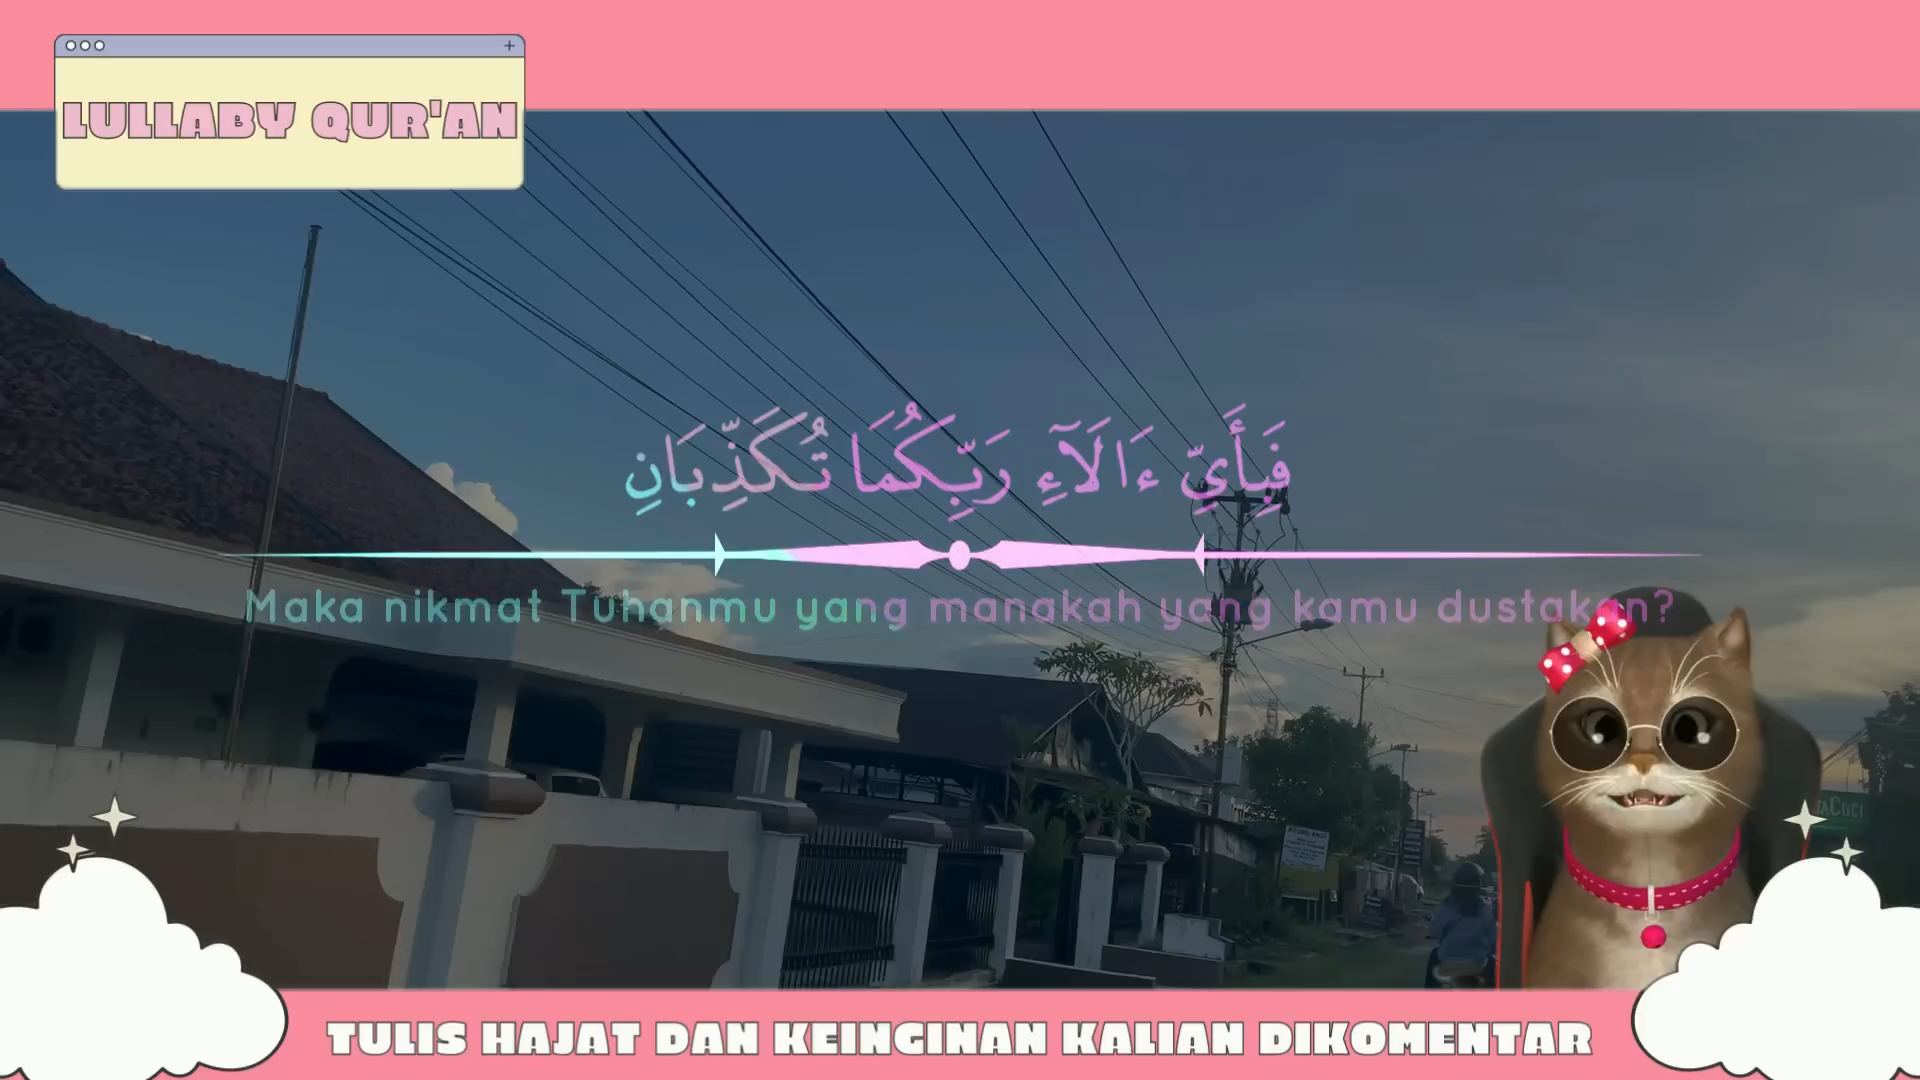 LULLABY QUR'AN
فَبِأَيِّ ءَالَآءِ رَبِّكُمَا تُكَذِّبَانِ
Maka nikmat Tuhanmu yang manakah yang kamu dustakan?
TULIS HAJAT DAN KEINGINAN KALIAN DIKOMENTAR